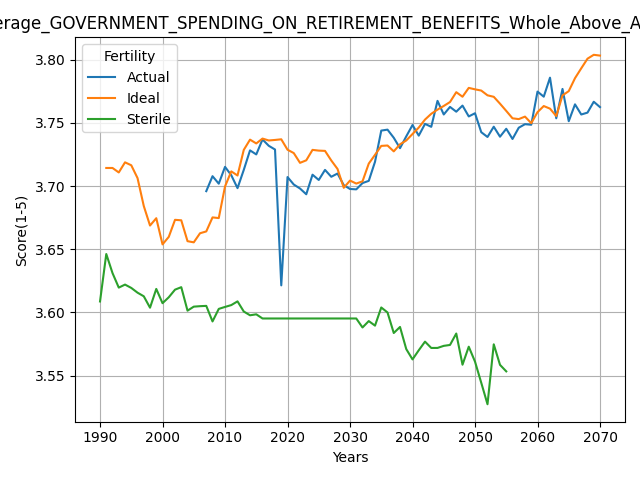 erage_GOVERNMENT_SPENDING_ON_RETIREMENT_BENEFITS_Whole_Above_A
Fertility
Actual
Ideal
Sterile
Score(1-5)
3.80
3.75
3.70
3.65
3.60
3.55
1990 2000 2010 2020 2030 2040 2050 2060 2070
Years